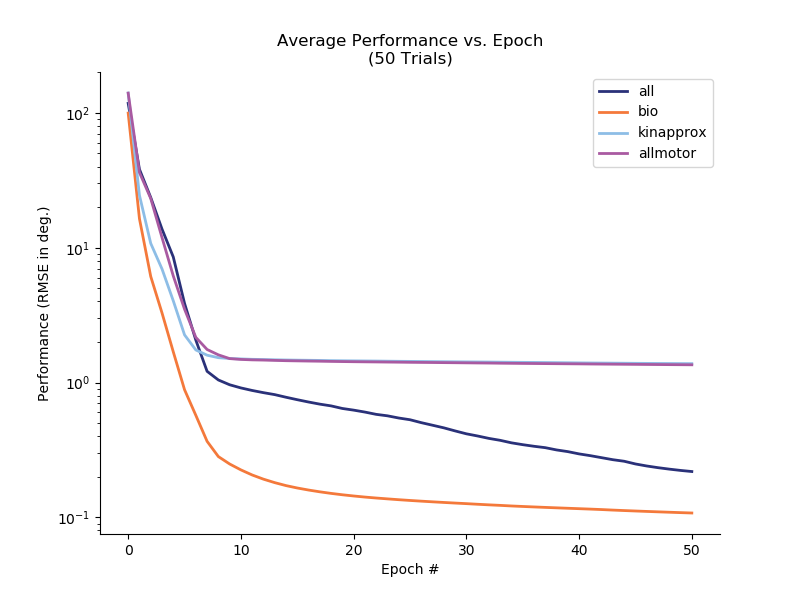 Average Performance vs. Epoch
(50 Trials)
all
bio
kinapprox
allmotor
Performance (RMSE in deg.)
10²
10¹
10⁰
10⁻¹
0 10 20 30 40 50
Epoch #